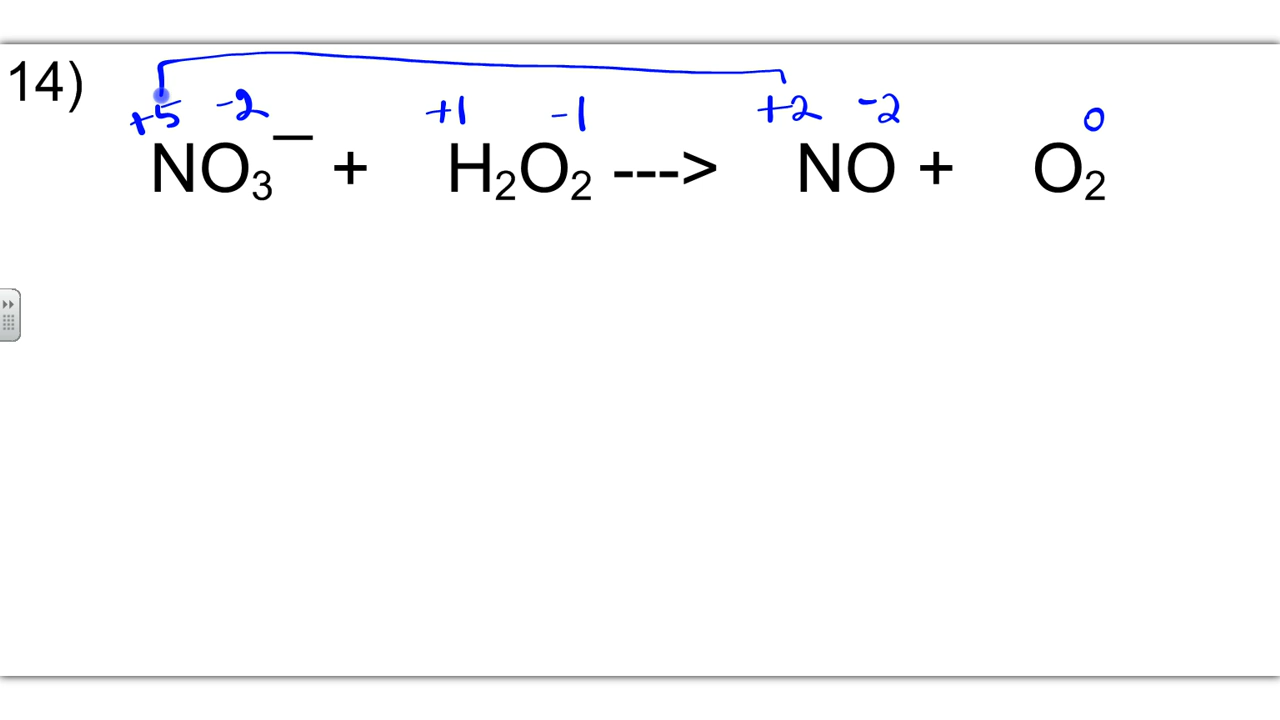 14)
+5 -2 +1 -1 +2 -2 0
NO₃⁻ + H₂O₂ ---> NO + O₂